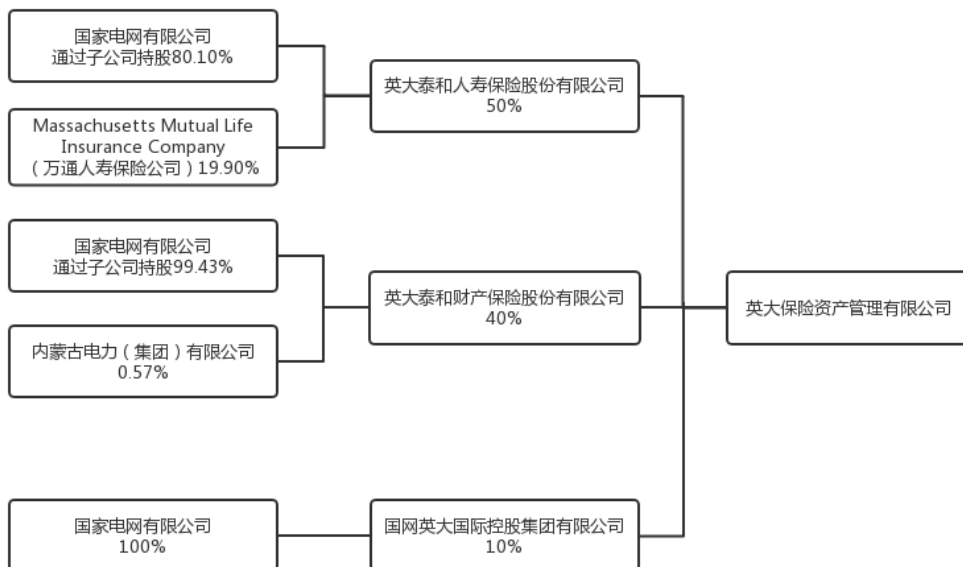 国家电网有限公司
通过子公司持股80.10%
Massachusetts Mutual Life
Insurance Company
（万通人寿保险公司）19.90%
英大泰和人寿保险股份有限公司
50%
国家电网有限公司
通过子公司持股99.43%
内蒙古电力（集团）有限公司
0.57%
英大泰和财产保险股份有限公司
40%
英大保险资产管理有限公司
国家电网有限公司
100%
国网英大国际控股集团有限公司
10%